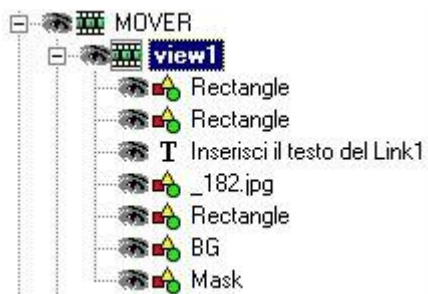 MOVER
view1
Rectangle
Rectangle
T Inserisci il testo del Link1
_182.jpg
Rectangle
BG
Mask